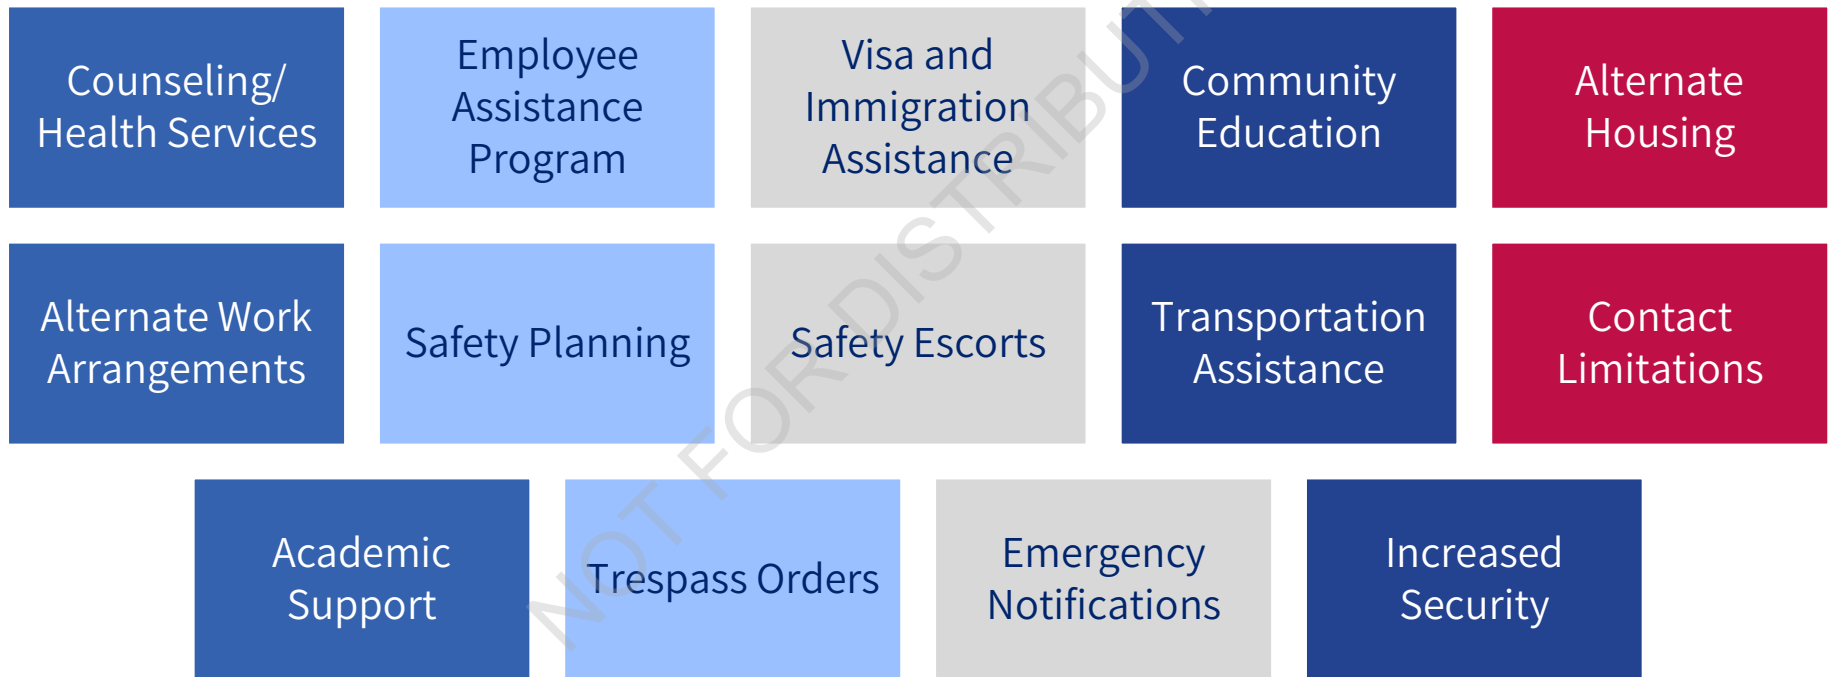 Counseling/
Health Services
Employee
Assistance
Program
Visa and
Immigration
Assistance
Community
Education
Alternate
Housing
Alternate Work
Arrangements
Safety Planning
Safety Escorts
Transportation
Assistance
Contact
Limitations
Academic
Support
Trespass Orders
Emergency
Notifications
Increased
Security
NOT FOR DISTRIBUTI